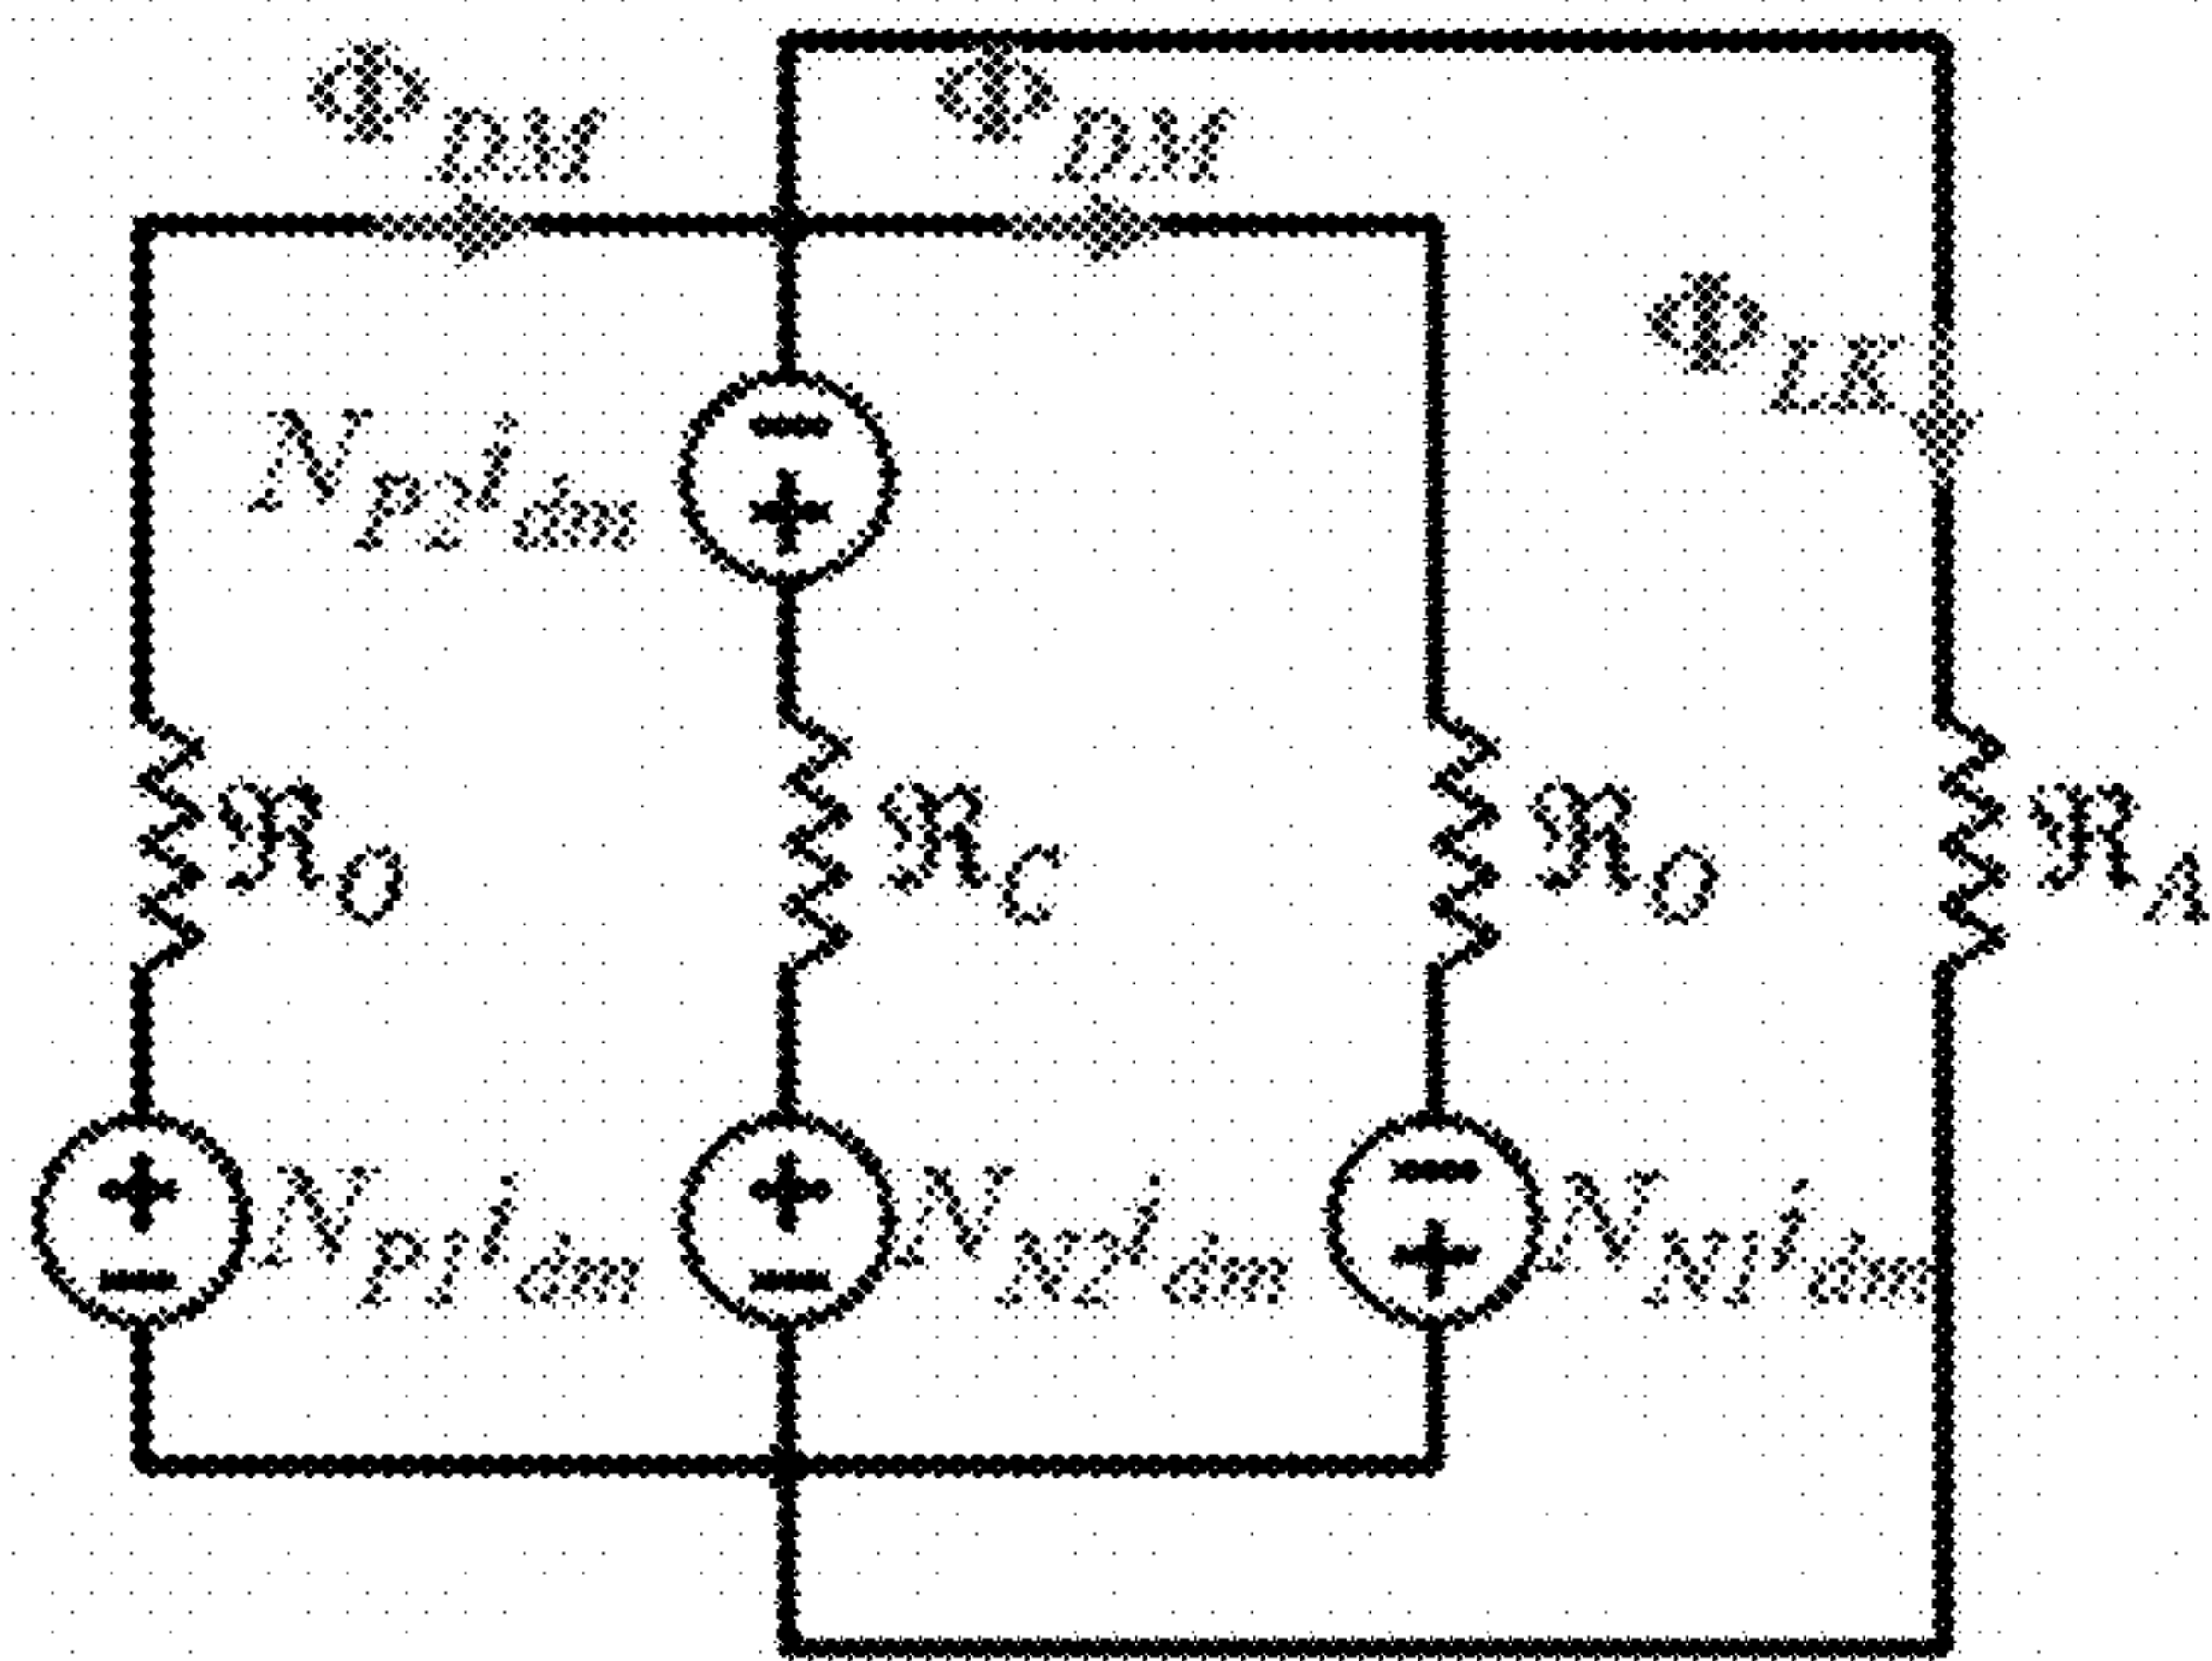 Φ_DM Φ_DM
Φ_LK
N_P2 i_dm
ℜ_O ℜ_C ℜ_O ℜ_A
+ N_P1 i_dm + N_N2 i_dm − N_N1 i_dm